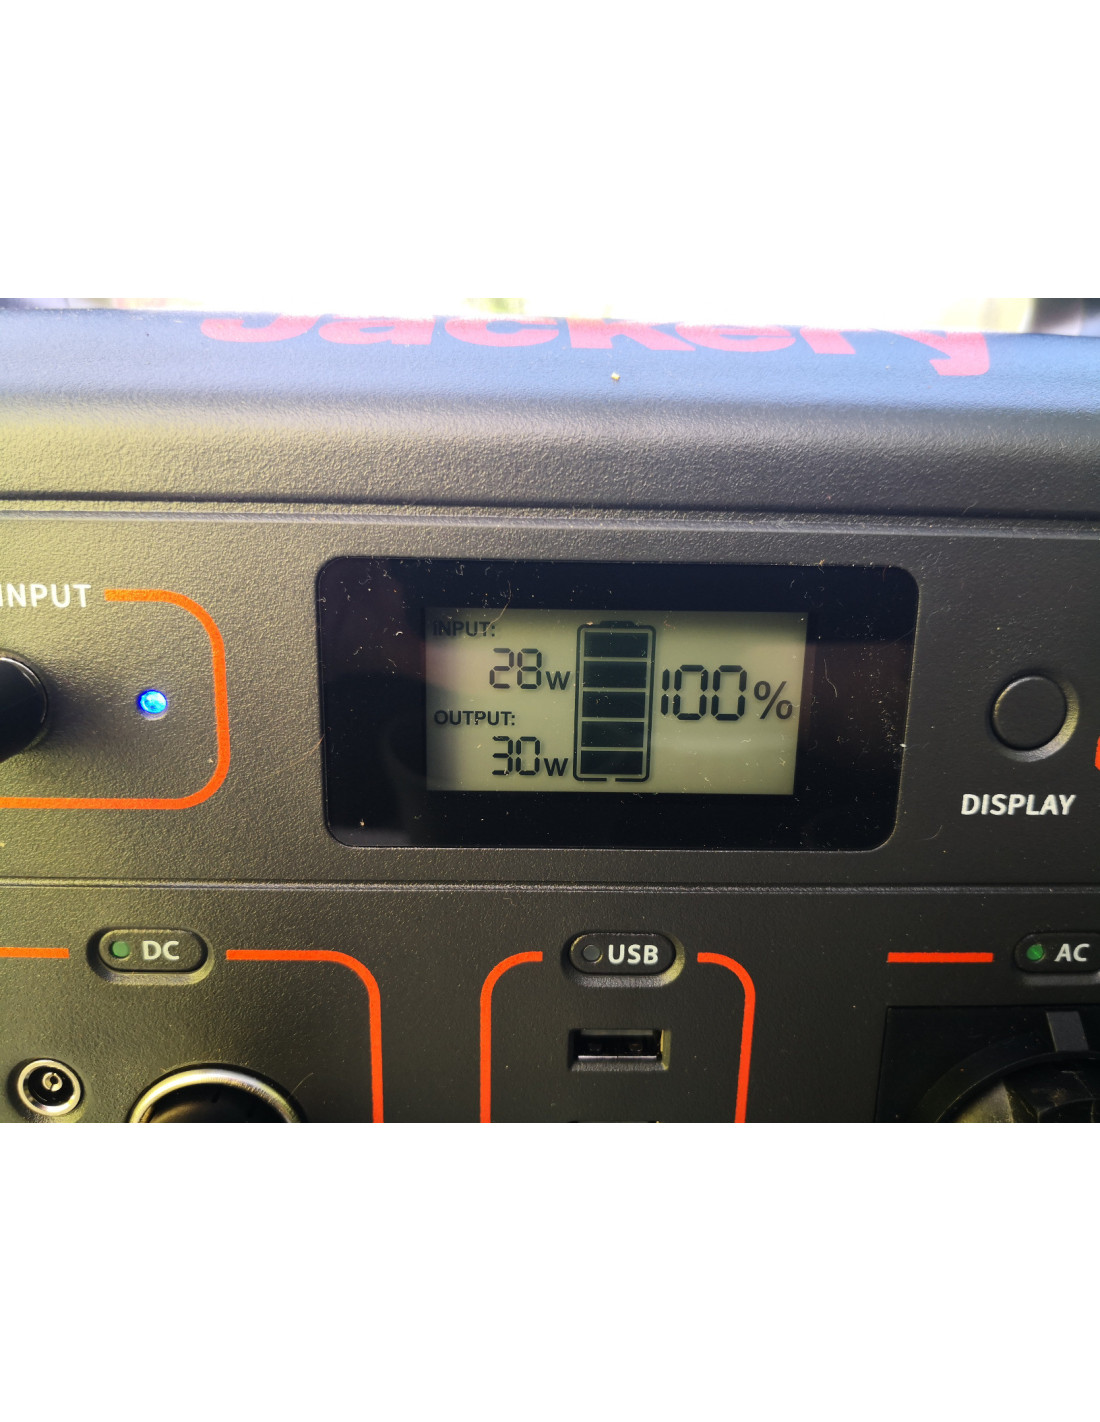 Jackery
INPUT
INPUT:
28W
OUTPUT:
30W
100%
DISPLAY
DC
USB
AC